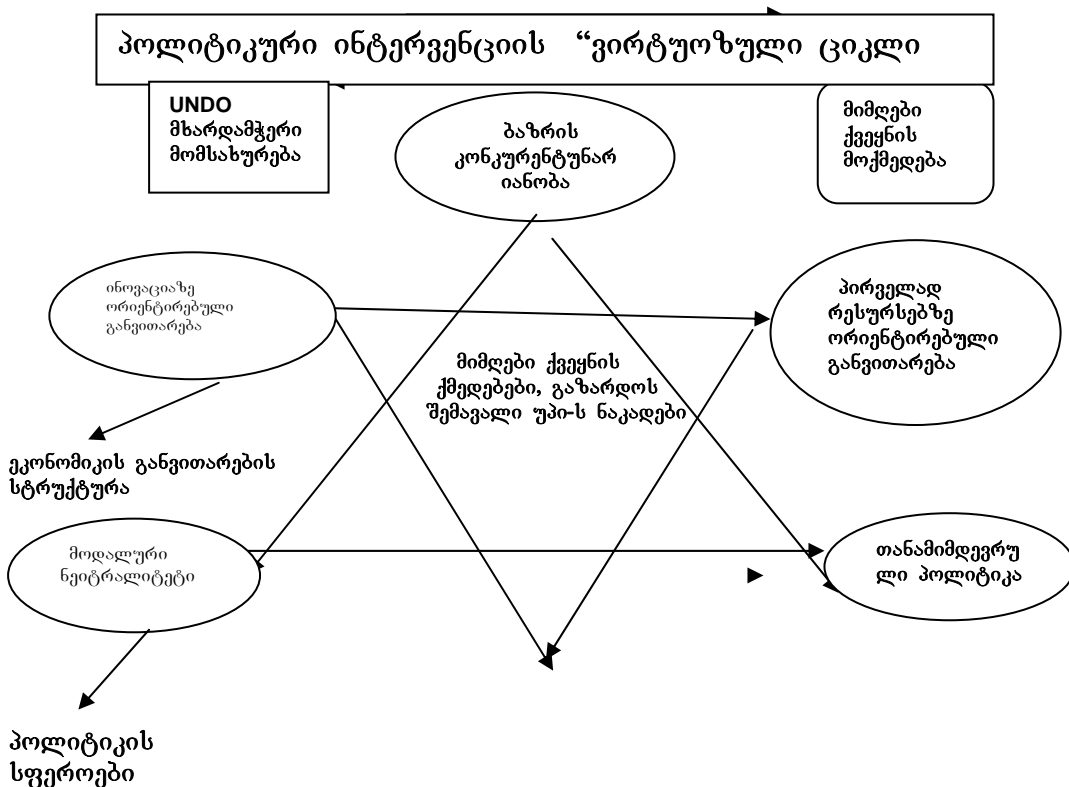 პოლიტიკური ინტერვენციის “ვირტუოზული ციკლი
UNDO
მხარდამჭერი
მომსახურება
ბაზრის
კონკურენტუნარ
იანობა
მიმღები
ქვეყნის
მოქმედება
ინოვაციაზე
ორიენტირებული
განვითარება
პირველად
რესურსებზე
ორიენტირებული
განვითარება
მიმღები ქვეყნის
ქმედებები, გაზარდოს
შემავალი უპი-ს ნაკადები
ეკონომიკის განვითარების
სტრუქტურა
მოდალური
ნეიტრალიტეტი
თანამიმდევრუ
ლი პოლიტიკა
პოლიტიკის
სფეროები